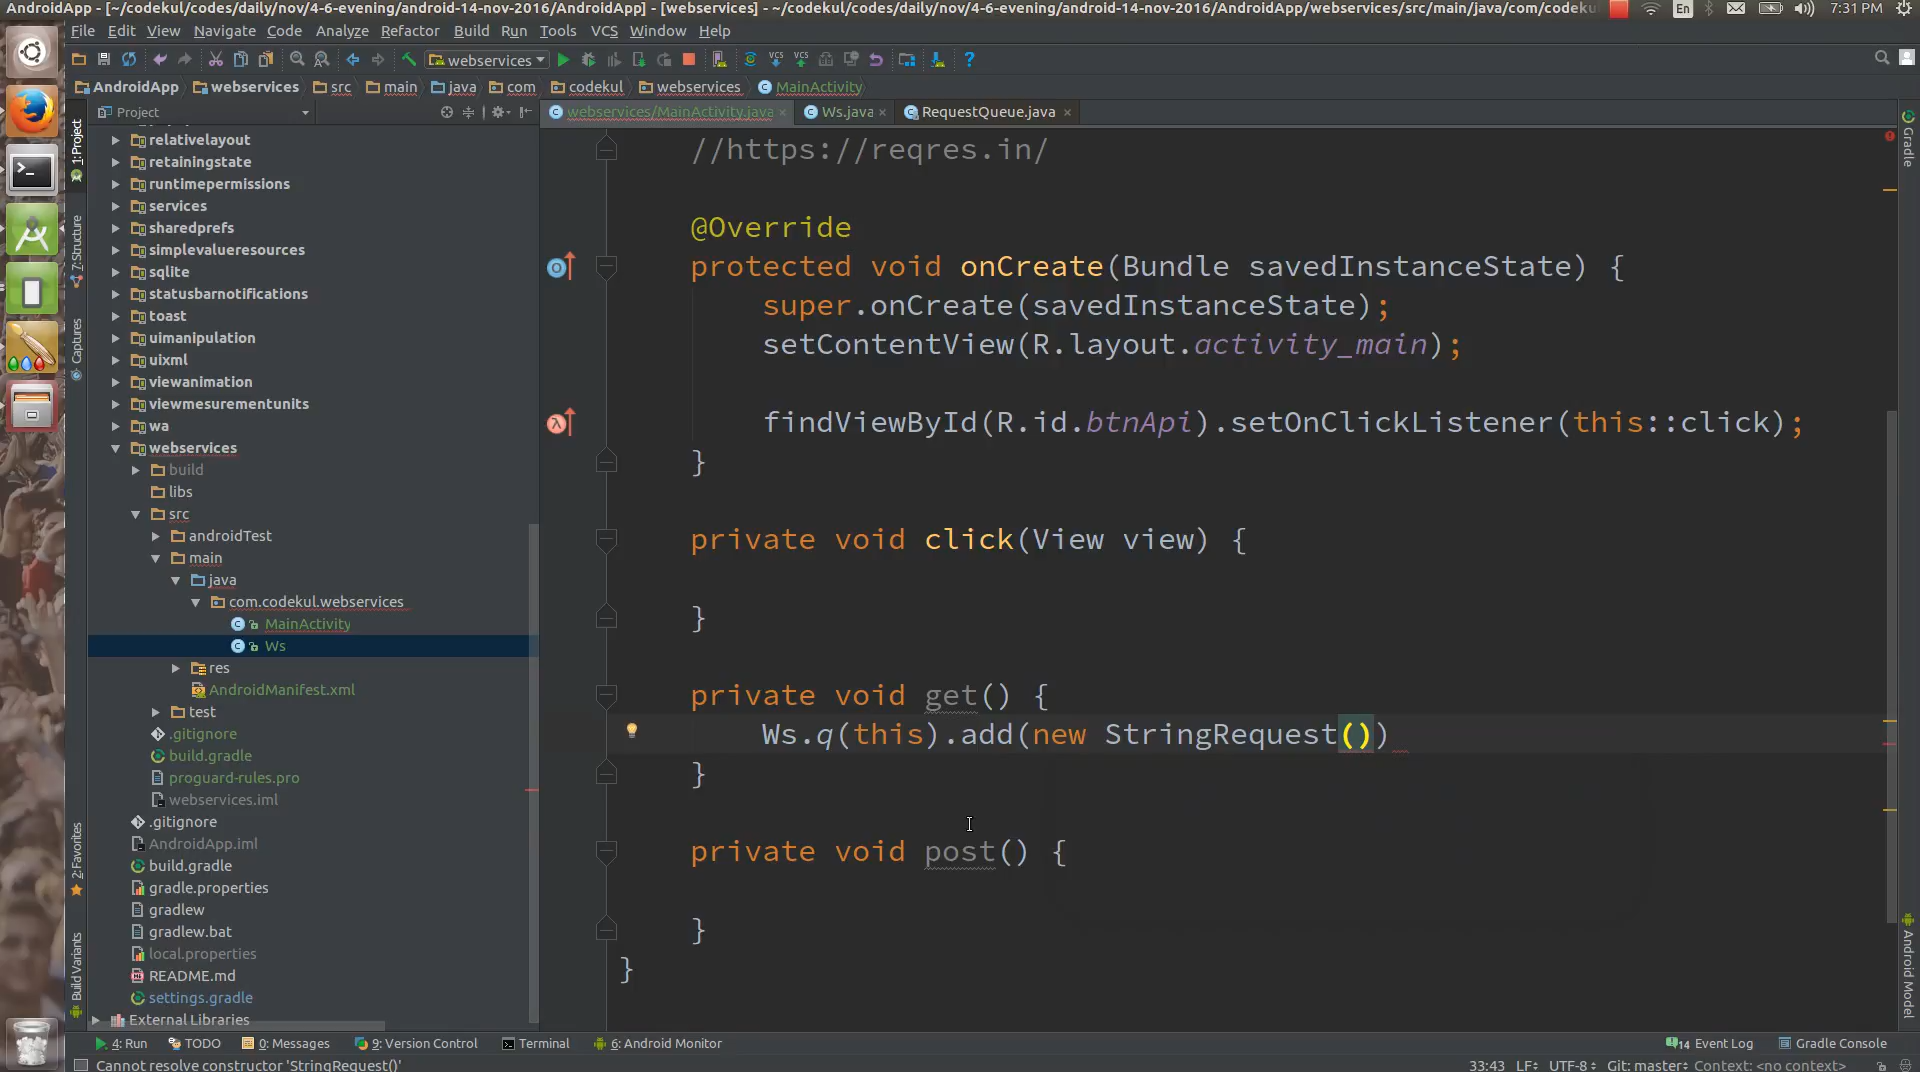 AndroidApp - [~/codekul/codes/daily/nov/4-6-evening/android-14-nov-2016/AndroidApp] - [webservices] - ~/codekul/codes/daily/nov/4-6-evening/android-14-nov-2016/AndroidApp/webservices/src/main/java/com/codeku
En
7:31 PM
File Edit View Navigate Code Analyze Refactor Build Run Tools VCS Window Help
webservices
VCS VCS
AndroidApp webservices src main java com codekul webservices MainActivity
Project
webservices/MainActivity.java Ws.java RequestQueue.java
1: Project
7: Structure
Captures
2: Favorites
Build Variants
relativelayout
retainingstate
runtimepermissions
services
sharedprefs
simplevalueresources
sqlite
statusbarnotifications
toast
uimanipulation
uixml
viewanimation
viewmesurementunits
wa
webservices
build
libs
src
androidTest
main
java
com.codekul.webservices
MainActivity
Ws
res
AndroidManifest.xml
test
.gitignore
build.gradle
proguard-rules.pro
webservices.iml
.gitignore
AndroidApp.iml
build.gradle
gradle.properties
gradlew
gradlew.bat
local.properties
README.md
settings.gradle
External Libraries
//https://reqres.in/
@Override
protected void onCreate(Bundle savedInstanceState) {
super.onCreate(savedInstanceState);
setContentView(R.layout.activity_main);
findViewById(R.id.btnApi).setOnClickListener(this::click);
}
private void click(View view) {
}
private void get() {
Ws.q(this).add(new StringRequest())
}
private void post() {
}
}
Gradle
Android Model
4: Run TODO 0: Messages 9: Version Control Terminal 6: Android Monitor
14 Event Log Gradle Console
Cannot resolve constructor 'StringRequest()'
33:43 LF UTF-8 Git: master Context: <no context>